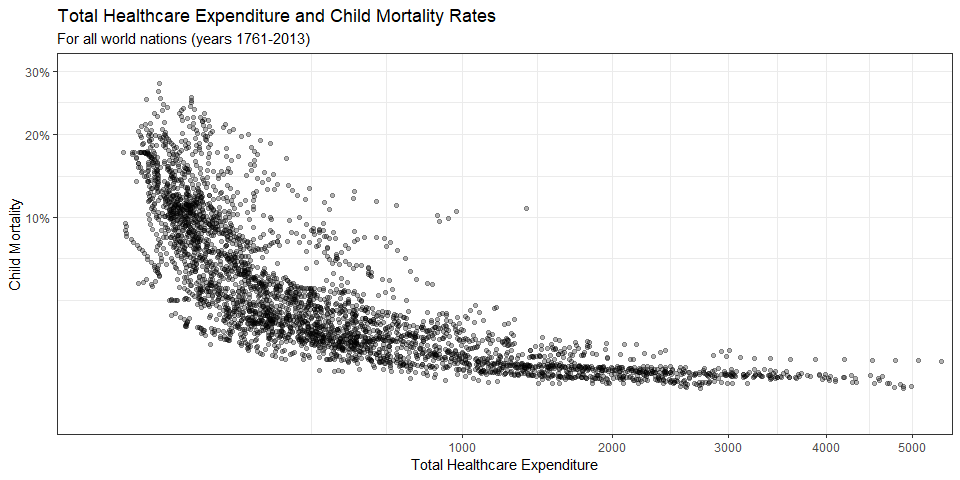 Total Healthcare Expenditure and Child Mortality Rates
For all world nations (years 1761-2013)
30%
20%
10%
Child Mortality
1000 2000 3000 4000 5000
Total Healthcare Expenditure